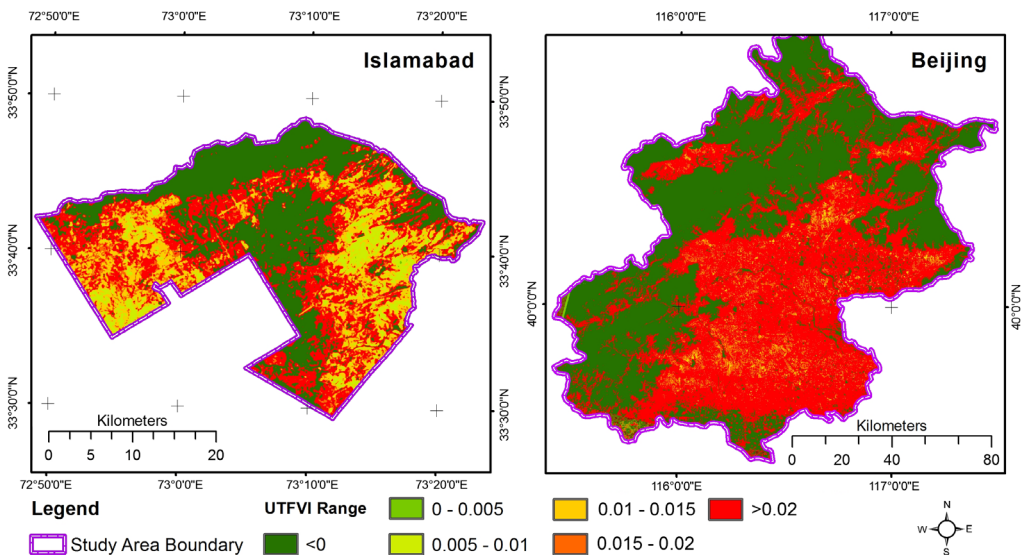 72°50'0"E 73°0'0"E 73°10'0"E 73°20'0"E 116°0'0"E 117°0'0"E
Islamabad
Beijing
33°50'0"N
33°40'0"N
33°30'0"N
33°50'0"N
33°40'0"N
33°30'0"N
40°0'0"N
40°0'0"N
Kilometers
0 5 10 20
Kilometers
0 20 40 80
72°50'0"E 73°0'0"E 73°10'0"E 73°20'0"E 116°0'0"E 117°0'0"E
Legend
Study Area Boundary
UTFVI Range
<0
0 - 0.005
0.005 - 0.01
0.01 - 0.015
0.015 - 0.02
>0.02
N
W E
S